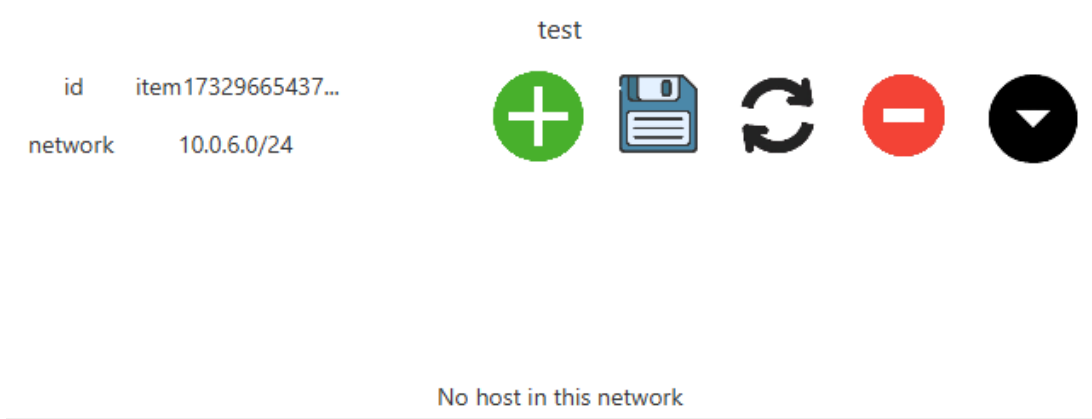 test
id item17329665437...
network 10.0.6.0/24
No host in this network